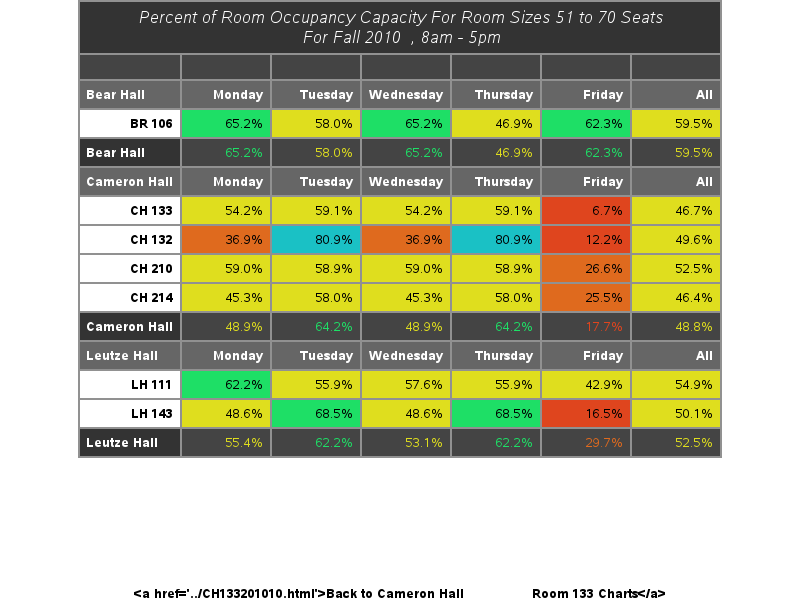 Percent of Room Occupancy Capacity For Room Sizes 51 to 70 Seats
For Fall 2010 , 8am - 5pm
Bear Hall Monday Tuesday Wednesday Thursday Friday All
BR 106 65.2% 58.0% 65.2% 46.9% 62.3% 59.5%
Bear Hall 65.2% 58.0% 65.2% 46.9% 62.3% 59.5%
Cameron Hall Monday Tuesday Wednesday Thursday Friday All
CH 133 54.2% 59.1% 54.2% 59.1% 6.7% 46.7%
CH 132 36.9% 80.9% 36.9% 80.9% 12.2% 49.6%
CH 210 59.0% 58.9% 59.0% 58.9% 26.6% 52.5%
CH 214 45.3% 58.0% 45.3% 58.0% 25.5% 46.4%
Cameron Hall 48.9% 64.2% 48.9% 64.2% 17.7% 48.8%
Leutze Hall Monday Tuesday Wednesday Thursday Friday All
LH 111 62.2% 55.9% 57.6% 55.9% 42.9% 54.9%
LH 143 48.6% 68.5% 48.6% 68.5% 16.5% 50.1%
Leutze Hall 55.4% 62.2% 53.1% 62.2% 29.7% 52.5%
<a href='../CH133201010.html'>Back to Cameron Hall Room 133 Charts</a>